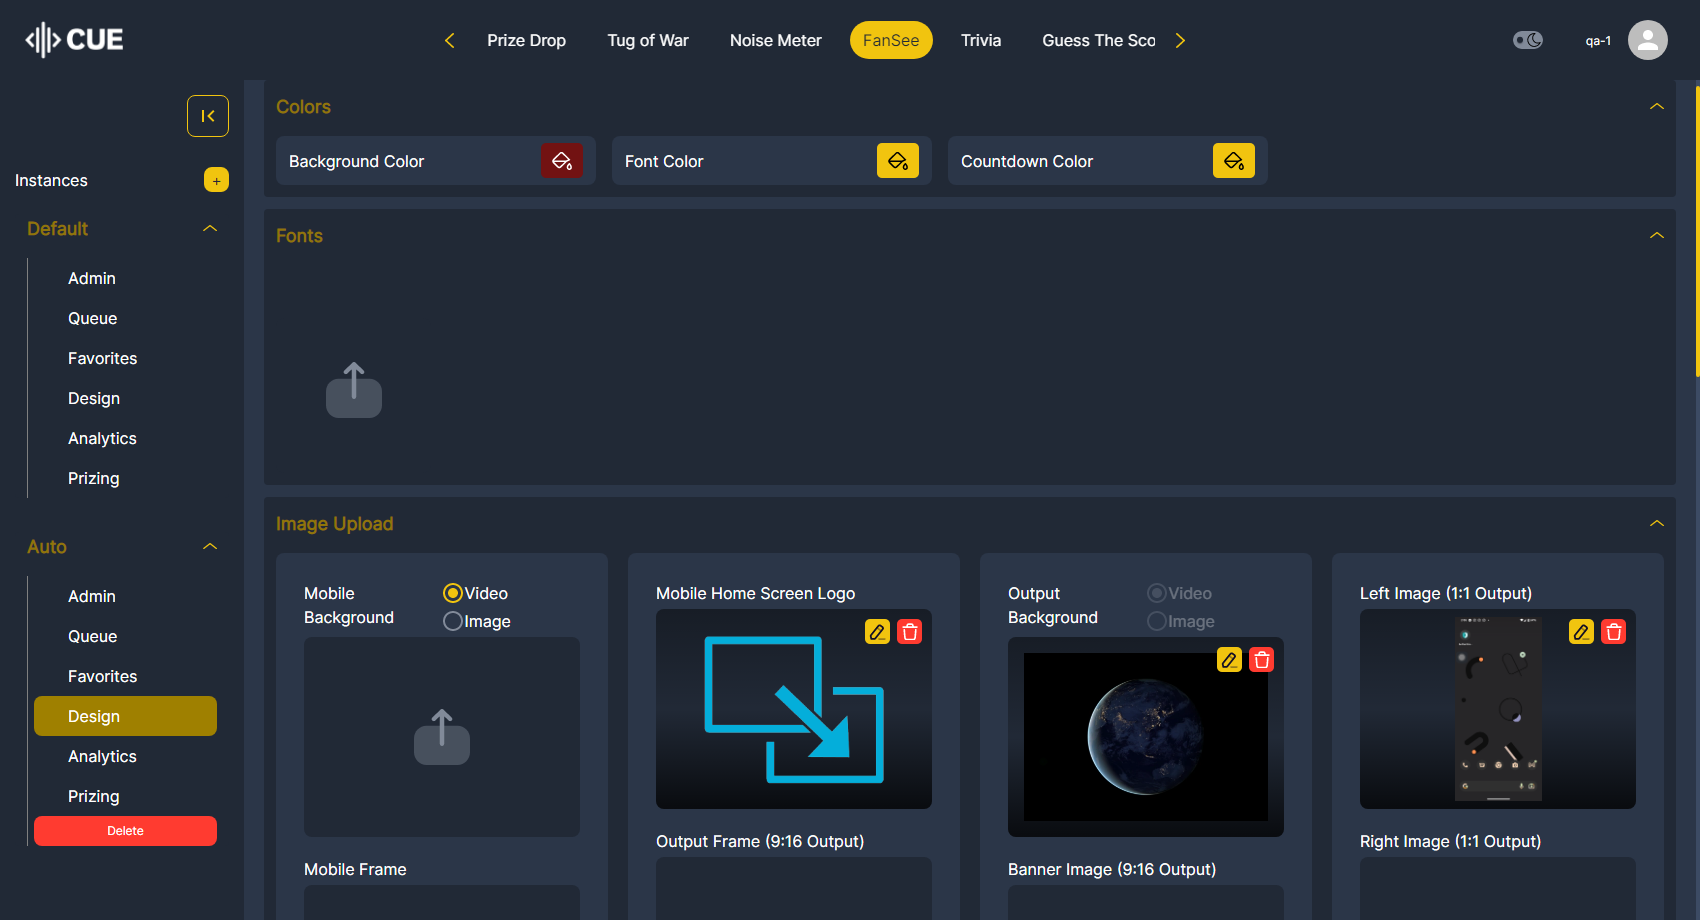 CUE
Prize Drop
Tug of War
Noise Meter
FanSee
Trivia
Guess The Sco
qa-1
Instances
+
Default
Admin
Queue
Favorites
Design
Analytics
Prizing
Auto
Admin
Queue
Favorites
Design
Analytics
Prizing
Delete
Colors
Background Color
Font Color
Countdown Color
Fonts
Image Upload
Mobile
Background
Video
Image
Mobile Home Screen Logo
Output
Background
Video
Image
Left Image (1:1 Output)
Mobile Frame
Output Frame (9:16 Output)
Banner Image (9:16 Output)
Right Image (1:1 Output)